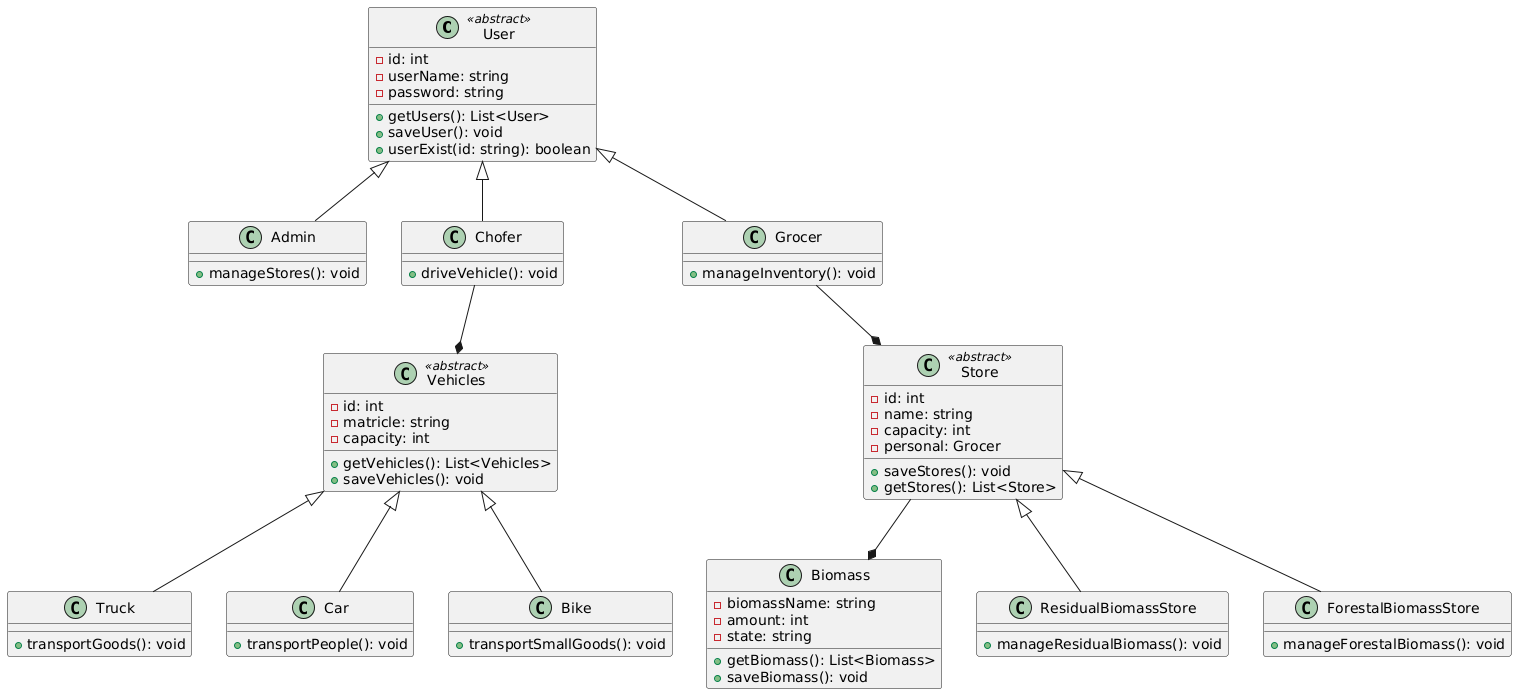 «abstract»
User
id: int
userName: string
password: string
getUsers(): List<User>
saveUser(): void
userExist(id: string): boolean
C Admin
manageStores(): void
C Chofer
driveVehicle(): void
C Grocer
manageInventory(): void
«abstract»
Vehicles
id: int
matricle: string
capacity: int
getVehicles(): List<Vehicles>
saveVehicles(): void
«abstract»
Store
id: int
name: string
capacity: int
personal: Grocer
saveStores(): void
getStores(): List<Store>
C Truck
transportGoods(): void
C Car
transportPeople(): void
C Bike
transportSmallGoods(): void
C Biomass
biomassName: string
amount: int
state: string
getBiomass(): List<Biomass>
saveBiomass(): void
C ResidualBiomassStore
manageResidualBiomass(): void
C ForestalBiomassStore
manageForestalBiomass(): void